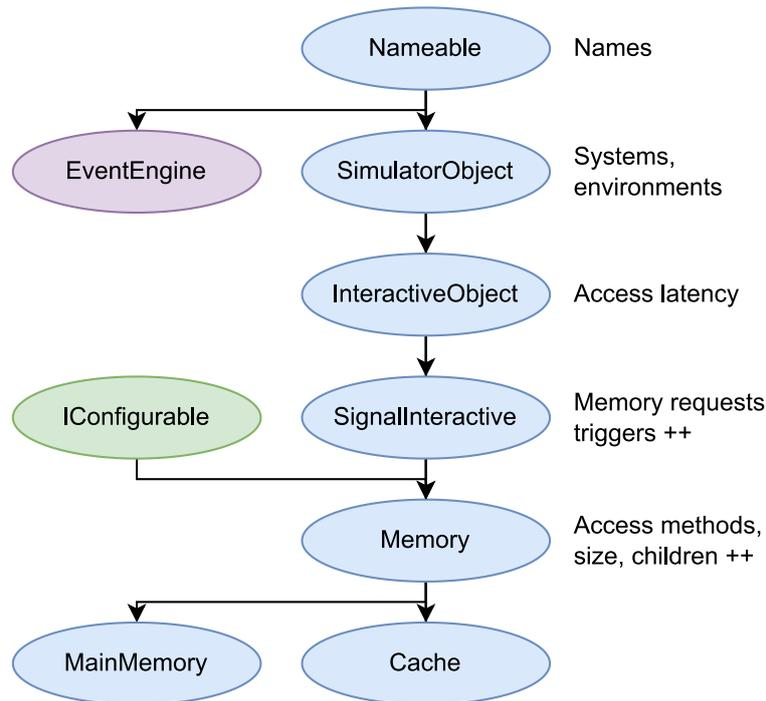 Nameable
Names
EventEngine
SimulatorObject
Systems,
environments
InteractiveObject
Access latency
IConfigurable
SignalInteractive
Memory requests
triggers ++
Memory
Access methods,
size, children ++
MainMemory
Cache